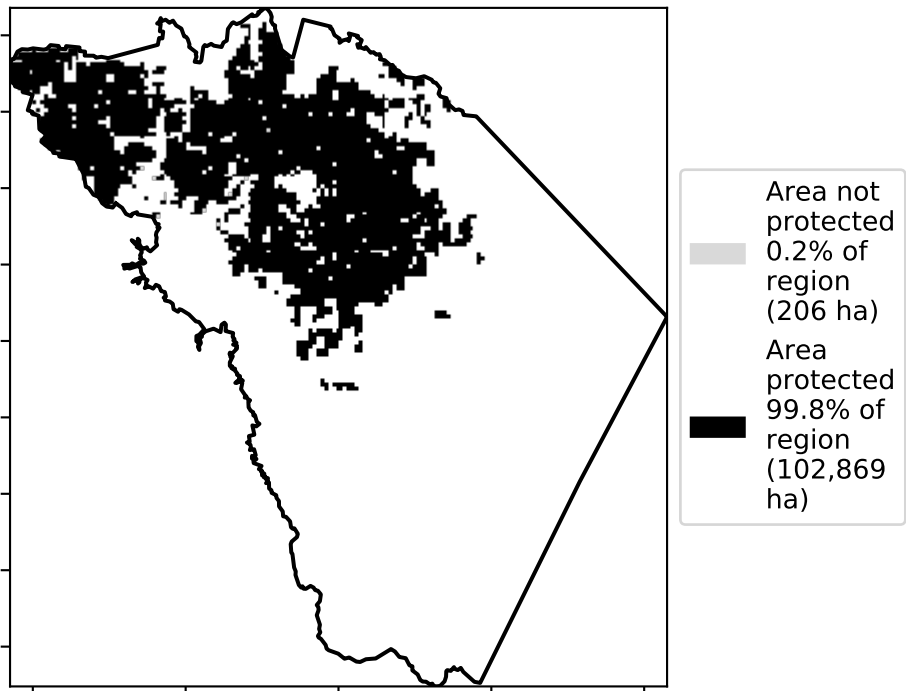 Area not
protected
0.2% of
region
(206 ha)
Area
protected
99.8% of
region
(102,869
ha)